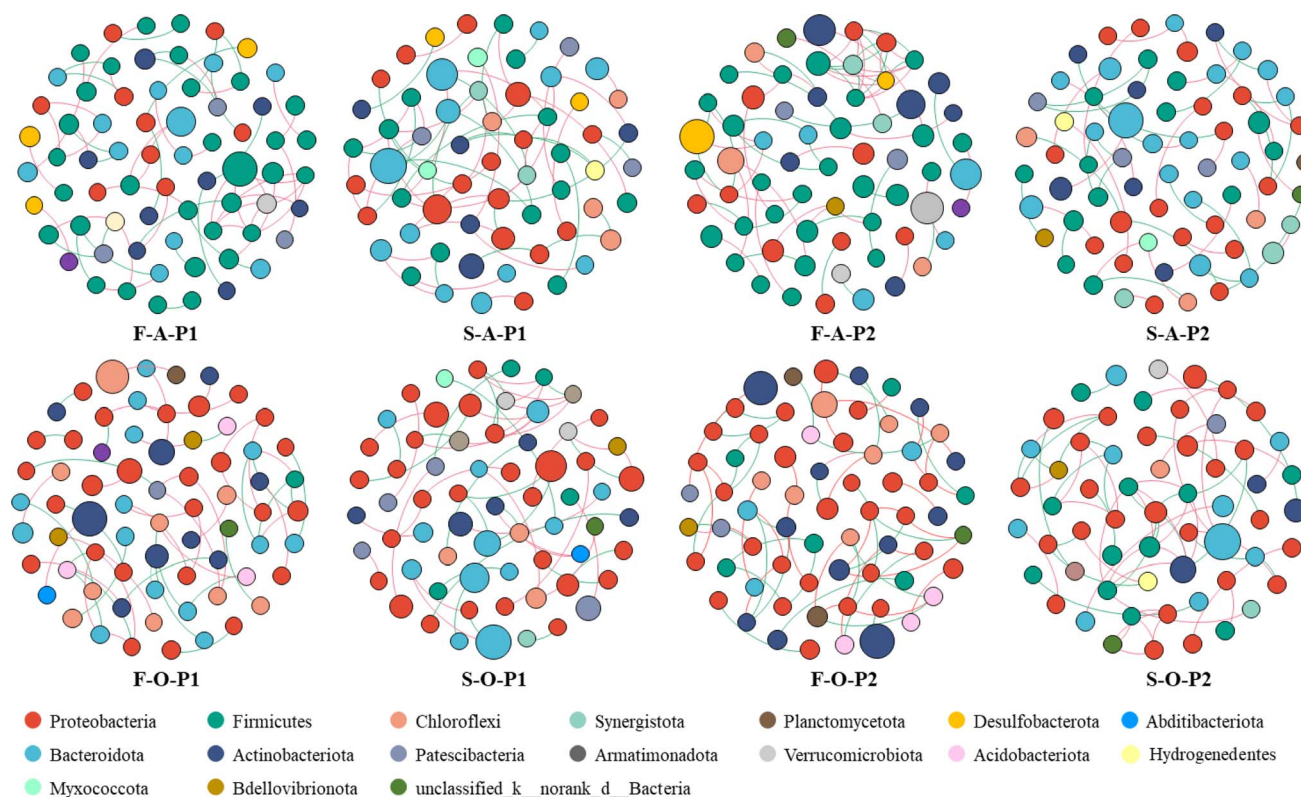 F-A-P1 S-A-P1 F-A-P2 S-A-P2
F-O-P1 S-O-P1 F-O-P2 S-O-P2
Proteobacteria Firmicutes Chloroflexi Synergistota Planctomycetota Desulfobacterota Abditibacteriota
Bacteroidota Actinobacteriota Patescibacteria Armatimonadota Verrucomicrobiota Acidobacteriota Hydrogenedentes
Myxococcota Bdellovibrionota unclassified_k__norank_d__Bacteria